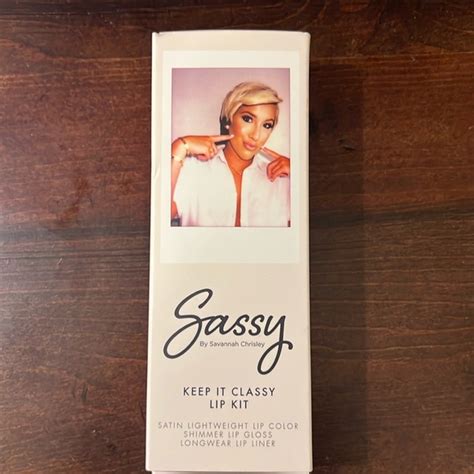 Sassy
By Savannah Chrisley
KEEP IT CLASSY
LIP KIT
SATIN LIGHTWEIGHT LIP COLOR
SHIMMER LIP GLOSS
LONGWEAR LIP LINER